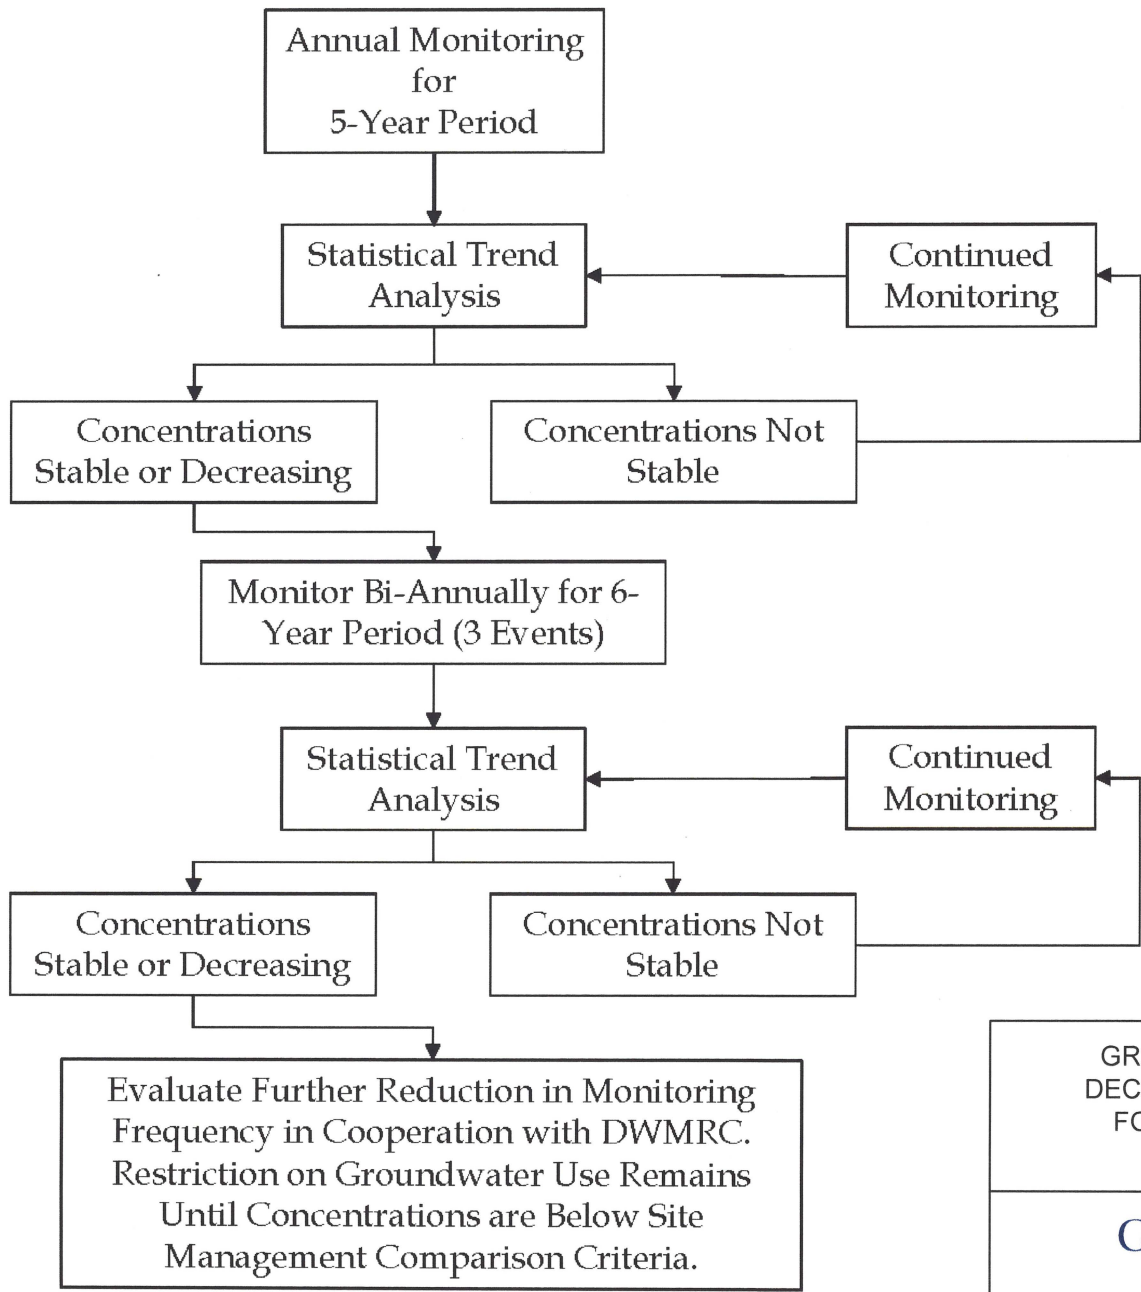 Annual Monitoring
for
5-Year Period
Statistical Trend
Analysis
Continued
Monitoring
Concentrations
Stable or Decreasing
Concentrations Not
Stable
Monitor Bi-Annually for 6-
Year Period (3 Events)
Statistical Trend
Analysis
Continued
Monitoring
Concentrations
Stable or Decreasing
Concentrations Not
Stable
Evaluate Further Reduction in Monitoring
Frequency in Cooperation with DWMRC.
Restriction on Groundwater Use Remains
Until Concentrations are Below Site
Management Comparison Criteria.
GR
DEC
FO